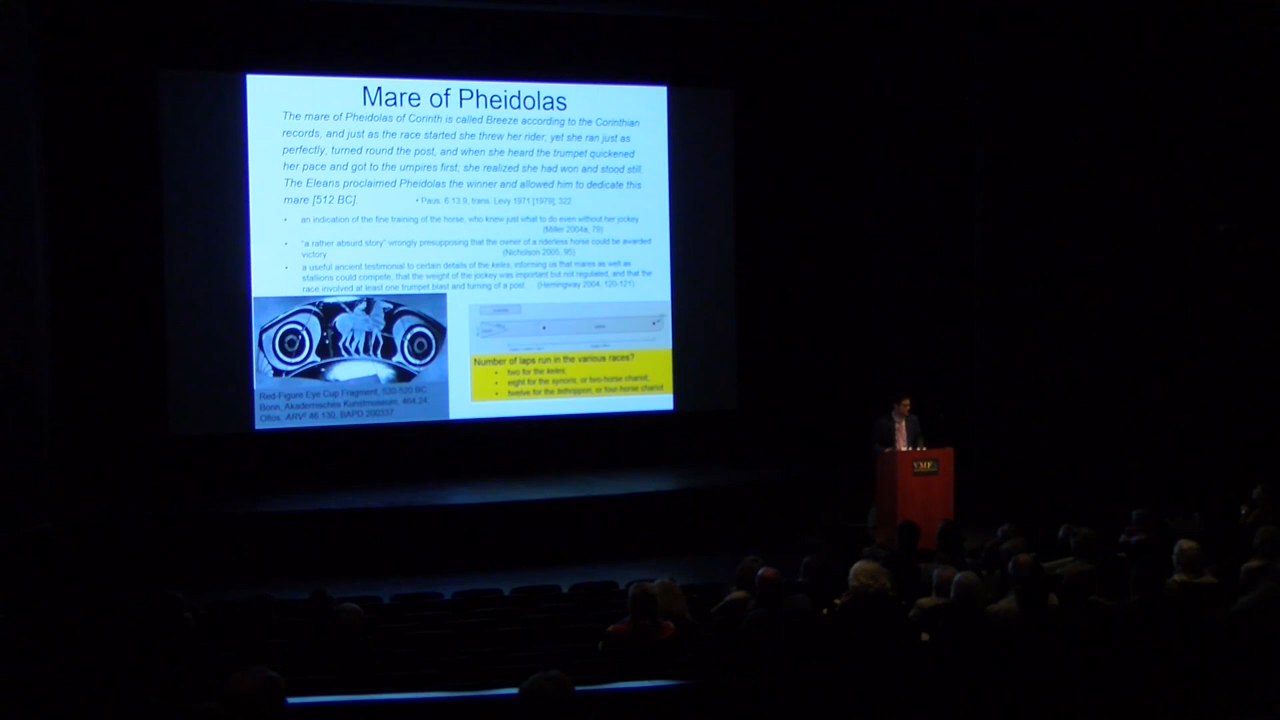 Mare of Pheidolas
The mare of Pheidolas of Corinth is called Breeze according to the Corinthian
records, and just as the race started she threw her rider; yet she ran just as
perfectly, turned round the post, and when she heard the trumpet quickened
her pace and got to the umpires first; she realized she had won and stood still
The Eleans proclaimed Pheidolas the winner and allowed him to dedicate this
mare [512 BC].
• Paus. 6.13.9, trans. Levy 1971 [1979], 322
• an indication of the fine training of the horse, who knew just what to do even without her jockey
(Miller 2004a, 79)
• "a rather absurd story" wrongly presupposing that the owner of a riderless horse could be awarded
victory (Nicholson 2005, 95)
• a useful ancient testimonial to certain details of the keles, informing us that mares as well as
stallions could compete, that the weight of the jockey was important but not regulated, and that the
race involved at least one trumpet blast and turning of a post. (Hemingway 2004, 120-121)
Number of laps run in the various races?
• two for the keles;
• eight for the synoris, or two-horse chariot;
• twelve for the tethrippon, or four-horse chariot
Red-Figure Eye Cup Fragment, 530-520 BC
Bonn, Akademisches Kunstmuseum, 464.24,
Oltos, ARV² 46.130, BAPD 200337
VMFA